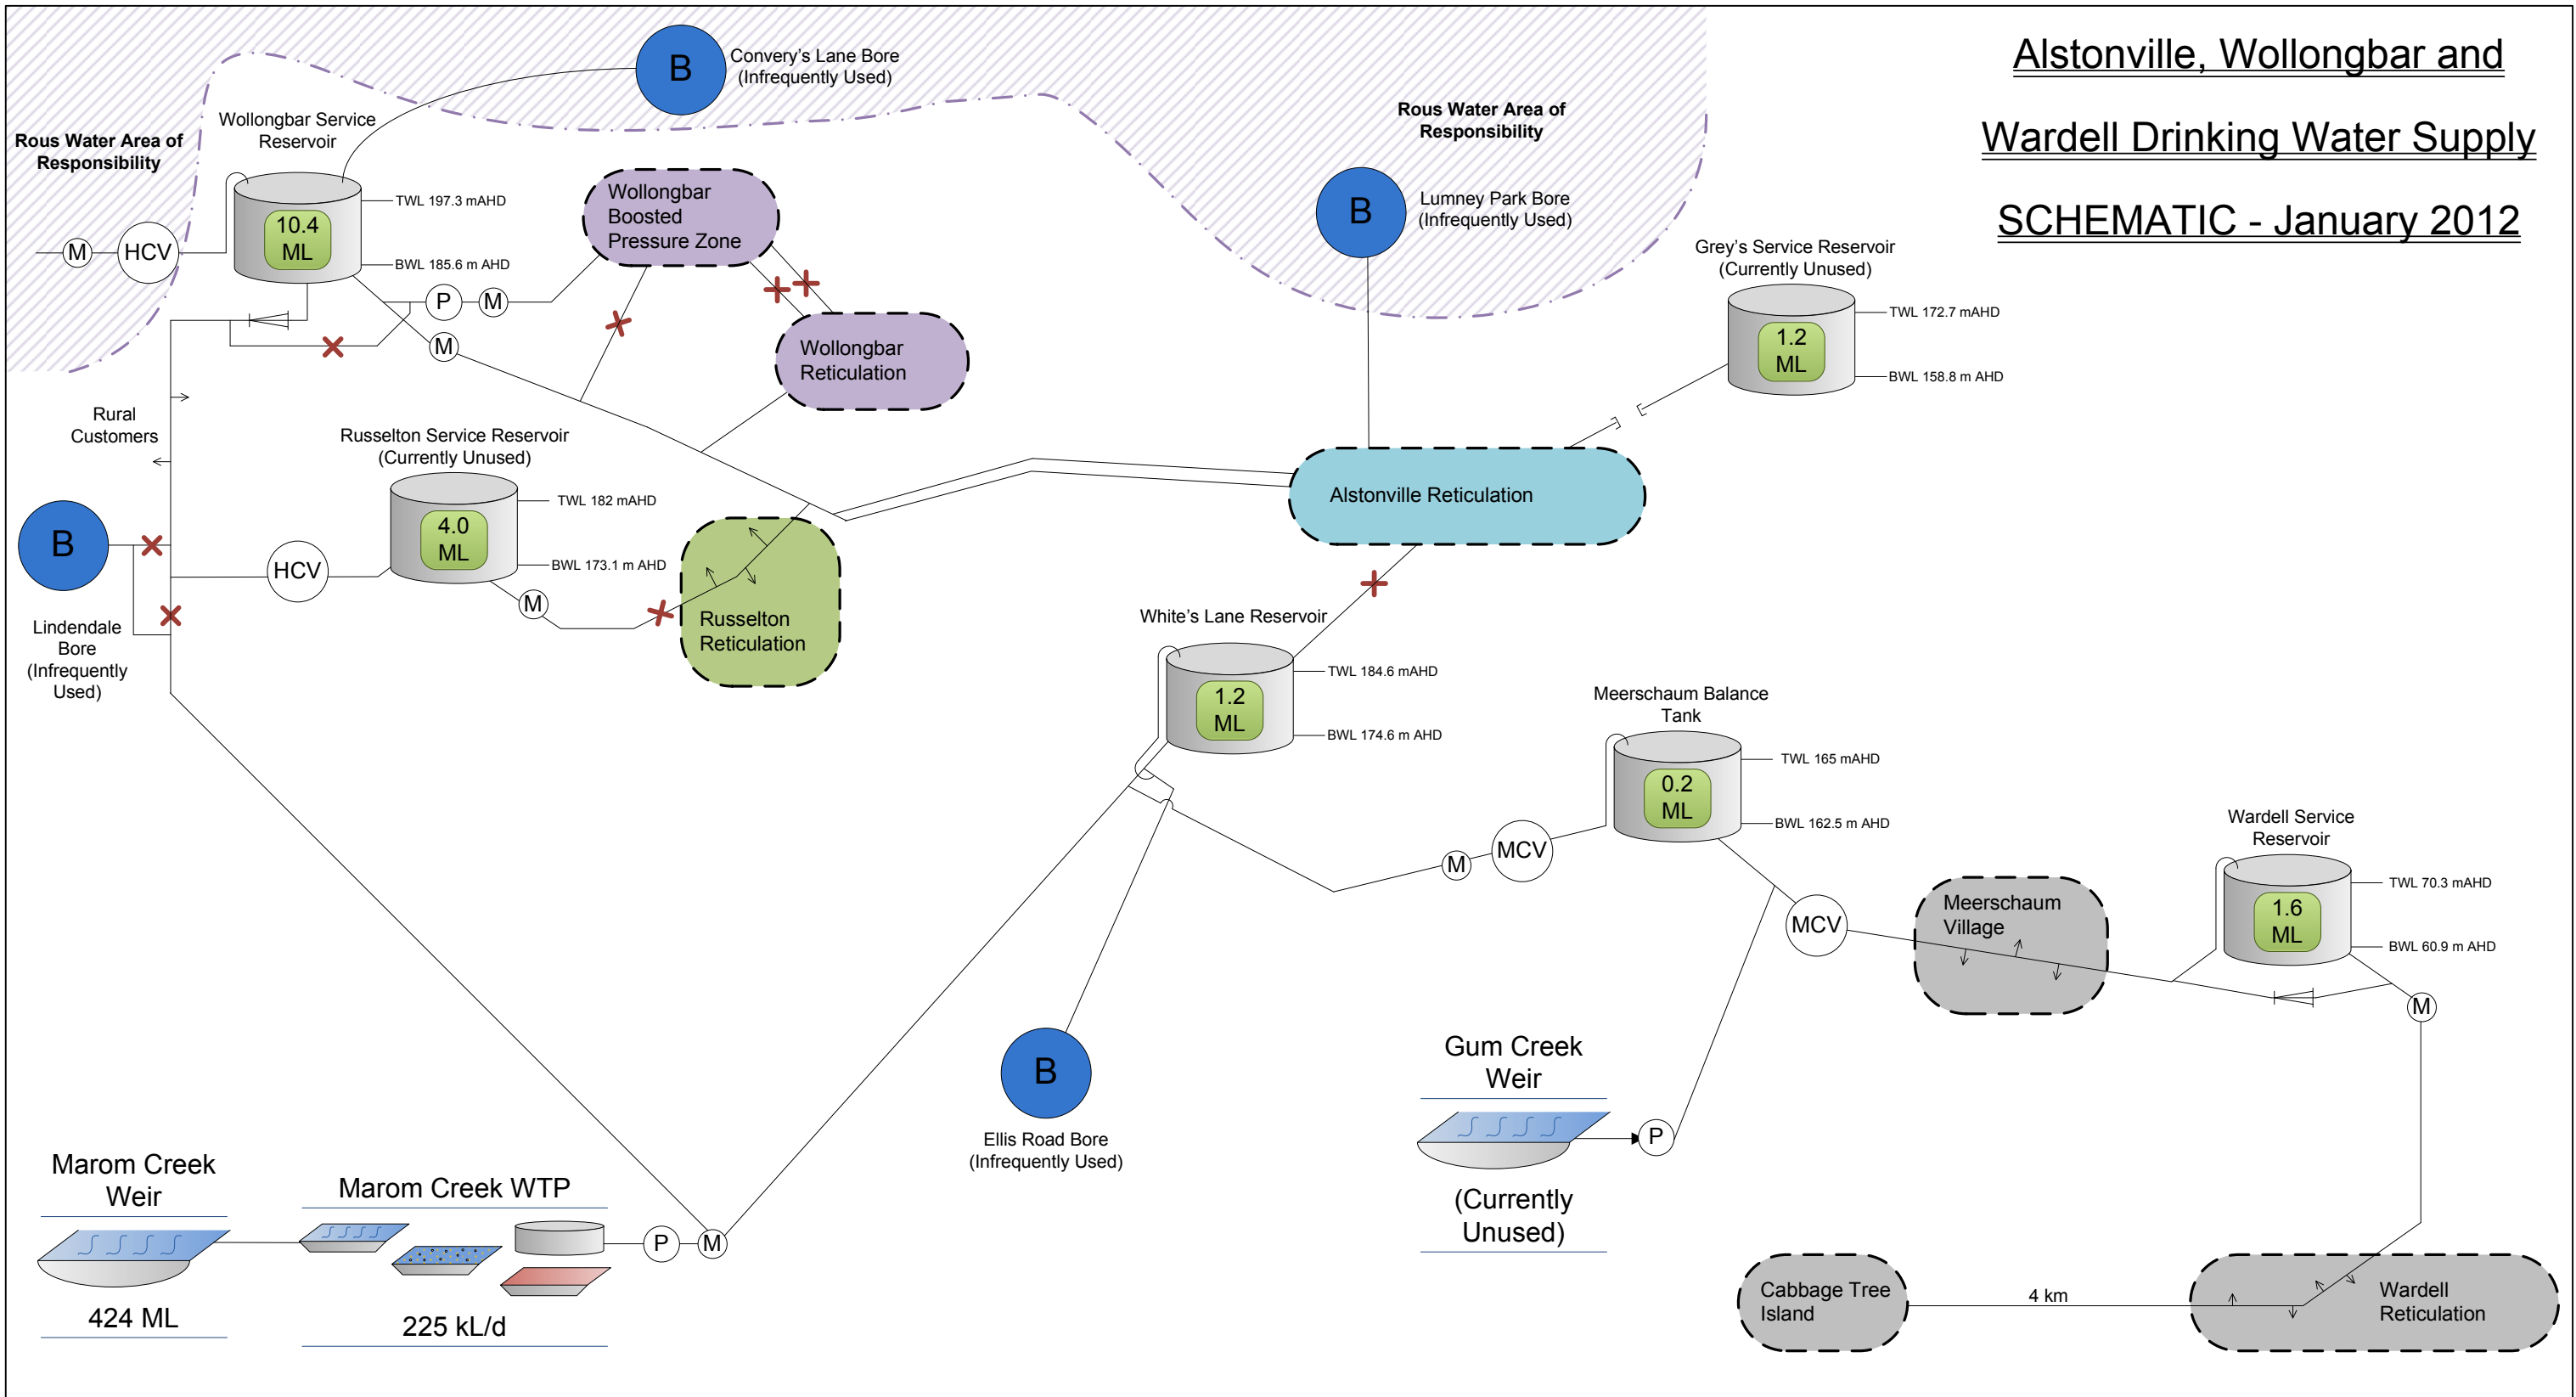 Alstonville, Wollongbar and
Wardell Drinking Water Supply
SCHEMATIC - January 2012
B
Convery's Lane Bore
(Infrequently Used)
Rous Water Area of
Responsibility
Wollongbar Service
Reservoir
10.4
ML
TWL 197.3 mAHD
BWL 185.6 m AHD
M
HCV
P
M
M
Wollongbar
Boosted
Pressure Zone
Wollongbar
Reticulation
Rous Water Area of
Responsibility
B
Lumney Park Bore
(Infrequently Used)
Grey's Service Reservoir
(Currently Unused)
1.2
ML
TWL 172.7 mAHD
BWL 158.8 m AHD
Rural
Customers
Russelton Service Reservoir
(Currently Unused)
4.0
ML
TWL 182 mAHD
BWL 173.1 m AHD
B
Lindendale
Bore
(Infrequently
Used)
HCV
M
Russelton
Reticulation
Alstonville Reticulation
White's Lane Reservoir
1.2
ML
TWL 184.6 mAHD
BWL 174.6 m AHD
Meerschaum Balance
Tank
0.2
ML
TWL 165 mAHD
BWL 162.5 m AHD
M
MCV
MCV
Meerschaum
Village
Wardell Service
Reservoir
1.6
ML
TWL 70.3 mAHD
BWL 60.9 m AHD
M
B
Ellis Road Bore
(Infrequently Used)
Gum Creek
Weir
P
(Currently
Unused)
Marom Creek
Weir
424 ML
Marom Creek WTP
225 kL/d
P
M
Cabbage Tree
Island
4 km
Wardell
Reticulation